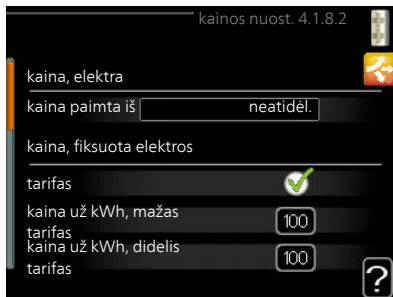 kainos nuost. 4.1.8.2
kaina, elektra
kaina paimta iš neatidėl.
kaina, fiksuota elektros
tarifas
kaina už kWh, mažas
tarifas
100
kaina už kWh, didelis
tarifas
100
?